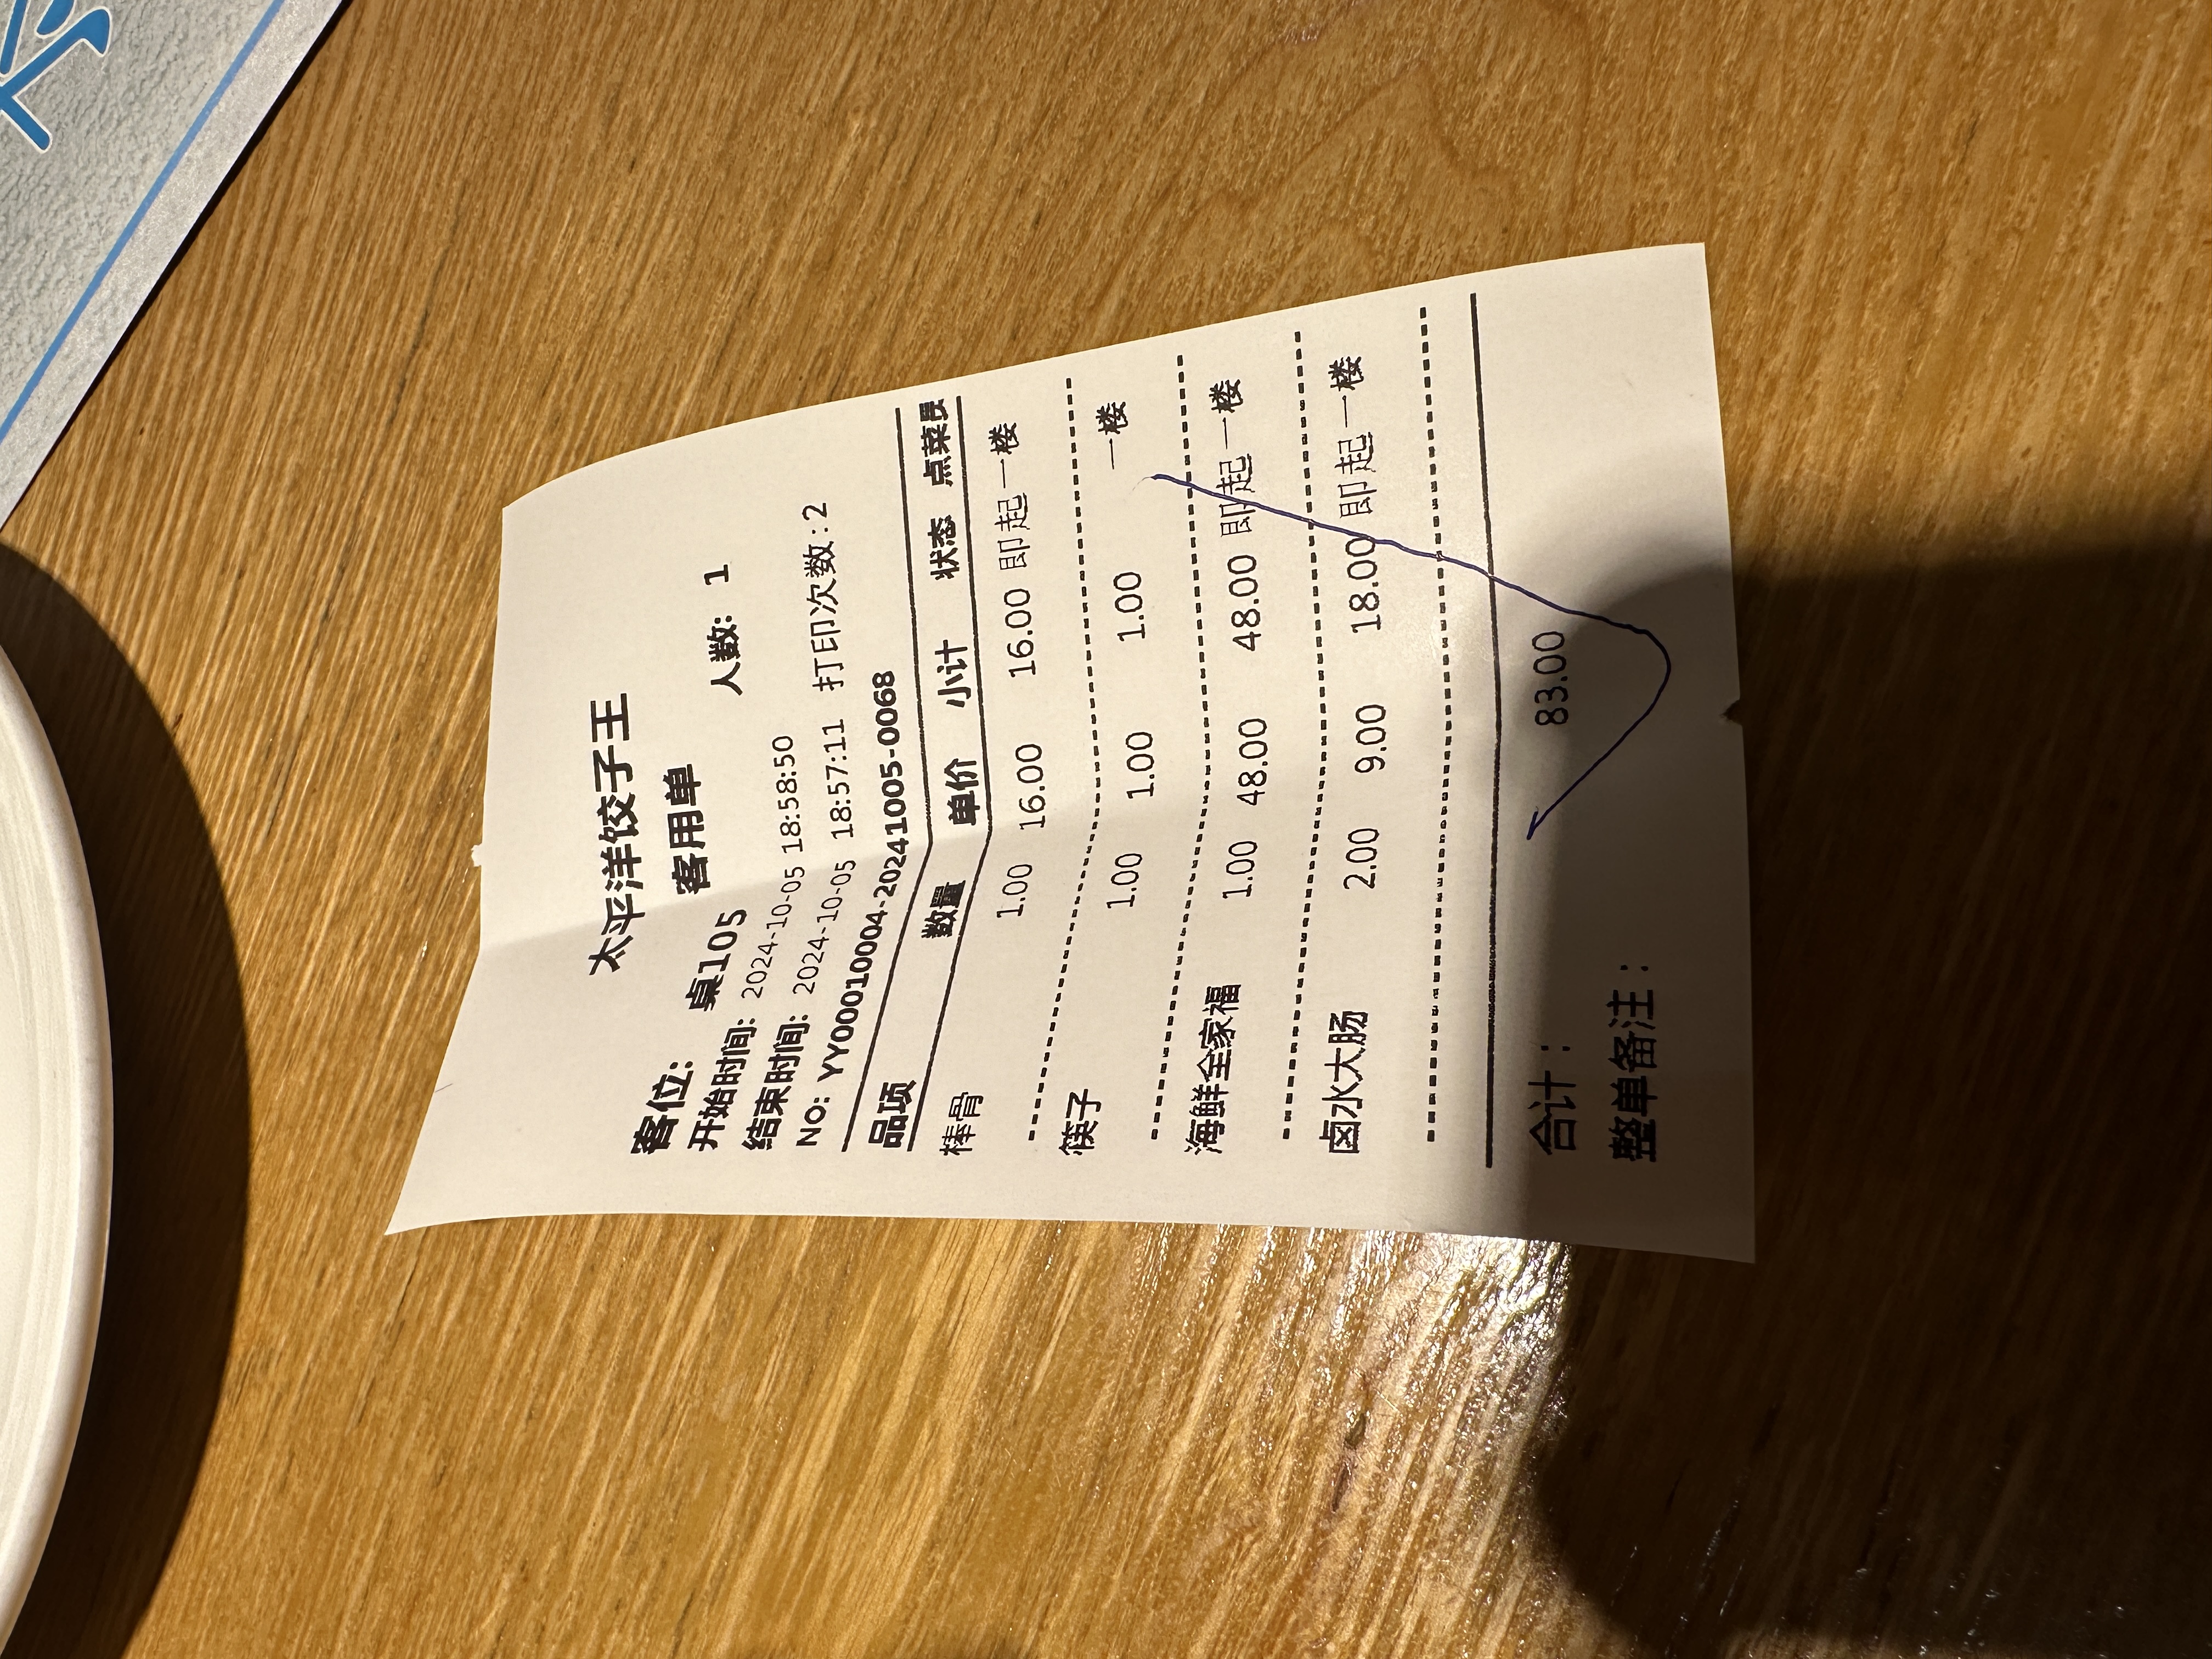 太平洋饺子王
客用单
客位: 桌105 人数: 1
开始时间: 2024-10-05 18:58:50
结束时间: 2024-10-05 18:57:11 打印次数:2
NO: YY00010004-20241005-0068
品项 数量 单价 小计 状态 点菜员
棒骨 1.00 16.00 16.00 即起 一楼
筷子 1.00 1.00 1.00 一楼
海鲜全家福 1.00 48.00 48.00 即起 一楼
卤水大肠 2.00 9.00 18.00 即起 一楼
合计: 83.00
整单备注: